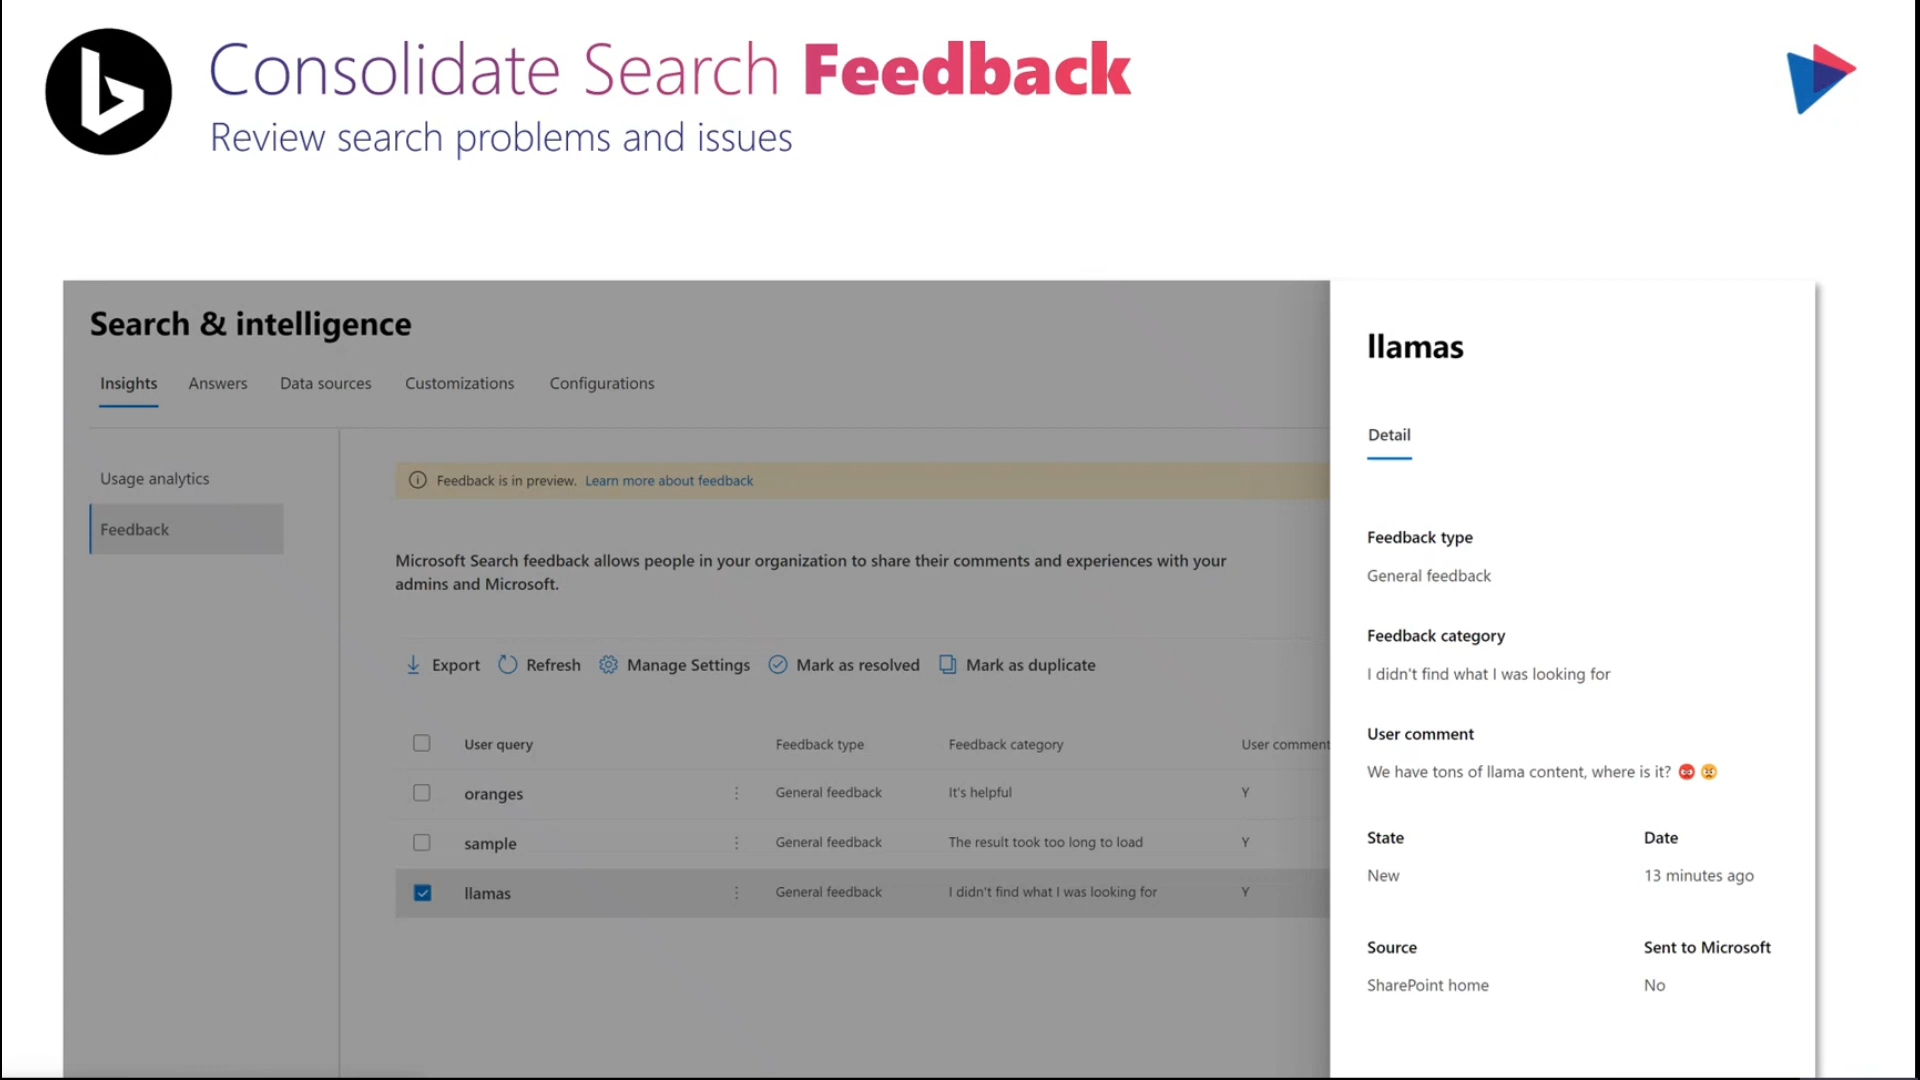 Consolidate Search Feedback
Review search problems and issues
Search & intelligence
Insights Answers Data sources Customizations Configurations
Usage analytics
Feedback
Feedback is in preview. Learn more about feedback
Microsoft Search feedback allows people in your organization to share their comments and experiences with your
admins and Microsoft.
Export Refresh Manage Settings Mark as resolved Mark as duplicate
User query Feedback type Feedback category User comment
oranges General feedback It's helpful Y
sample General feedback The result took too long to load Y
llamas General feedback I didn't find what I was looking for Y
llamas
Detail
Feedback type
General feedback
Feedback category
I didn't find what I was looking for
User comment
We have tons of llama content, where is it? 😡 😠
State Date
New 13 minutes ago
Source Sent to Microsoft
SharePoint home No